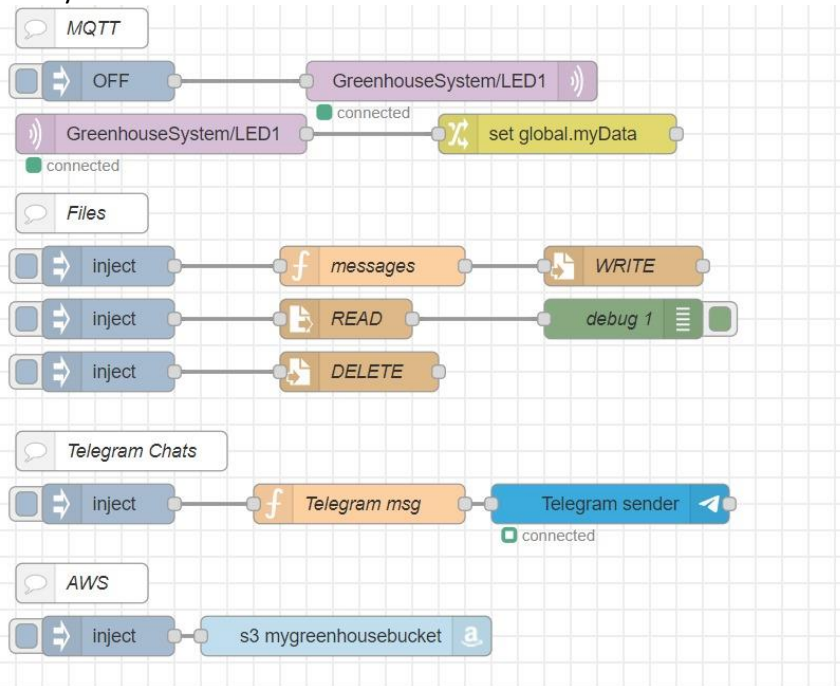 MQTT
OFF GreenhouseSystem/LED1
connected
GreenhouseSystem/LED1 set global.myData
connected
Files
inject messages WRITE
inject READ debug 1
inject DELETE
Telegram Chats
inject Telegram msg Telegram sender
connected
AWS
inject s3 mygreenhousebucket